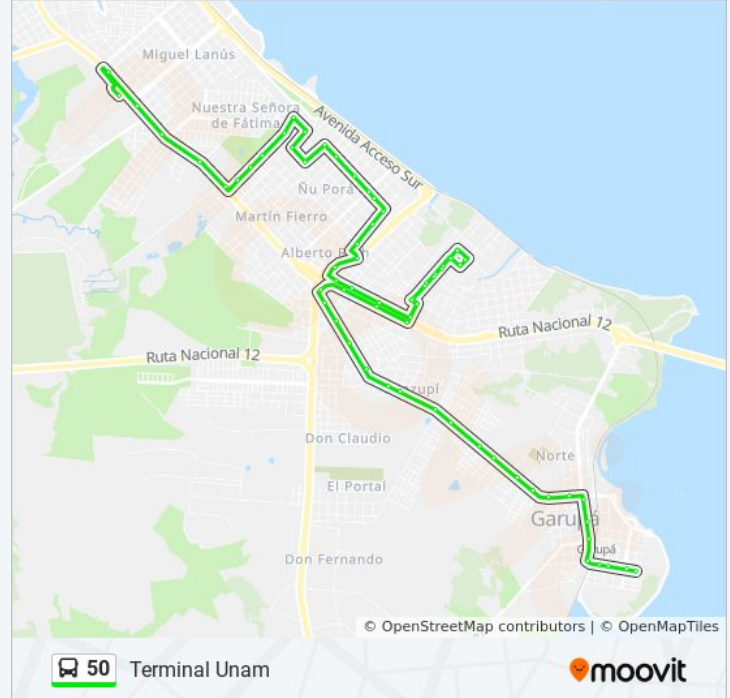 Miguel Lanús
Nuestra Señora
de Fátima
Avenida Acceso Sur
Ñu Porá
Martín Fierro
Ruta Nacional 12
Ruta Nacional 12
Don Claudio
Norte
El Portal
Garupá
Don Fernando
© OpenStreetMap contributors | © OpenMapTiles
50 Terminal Unam
moovit